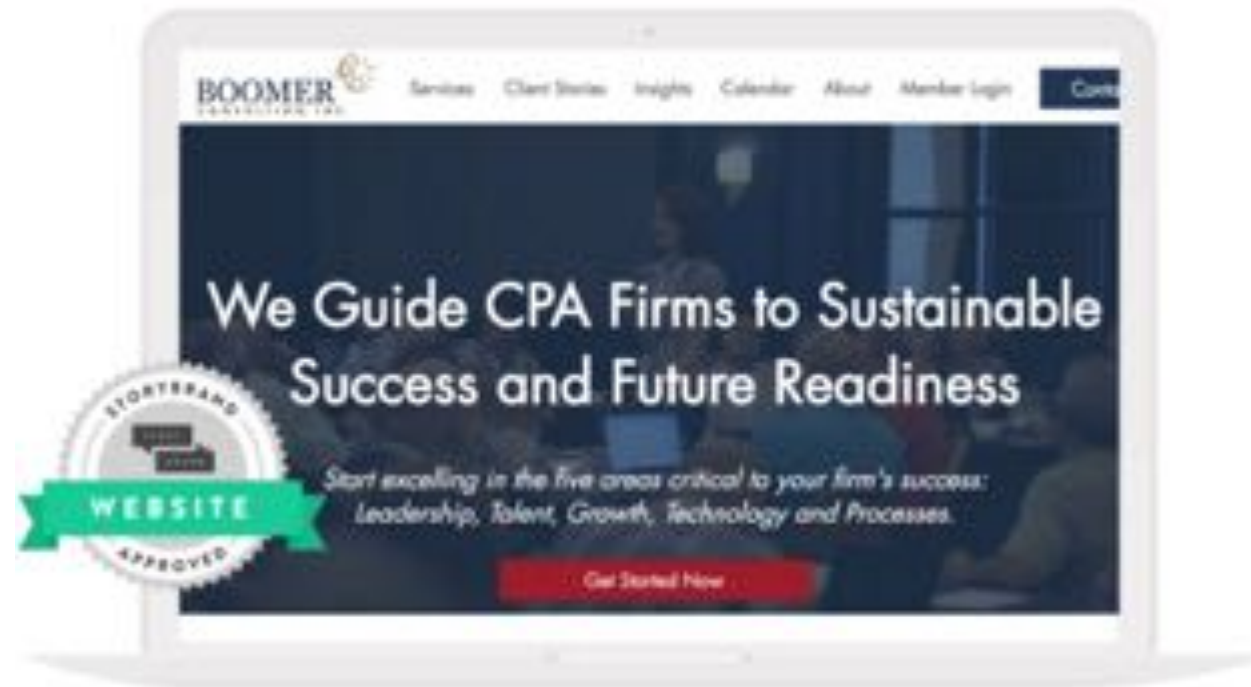 BOOMER
CONSULTING INC
Services Client Stories Insights Calendar About Member Login
We Guide CPA Firms to Sustainable
Success and Future Readiness
Start excelling in the five areas critical to your firm's success:
Leadership, Talent, Growth, Technology and Processes.
Get Started Now
STORYBRAND
WEBSITE
APPROVED